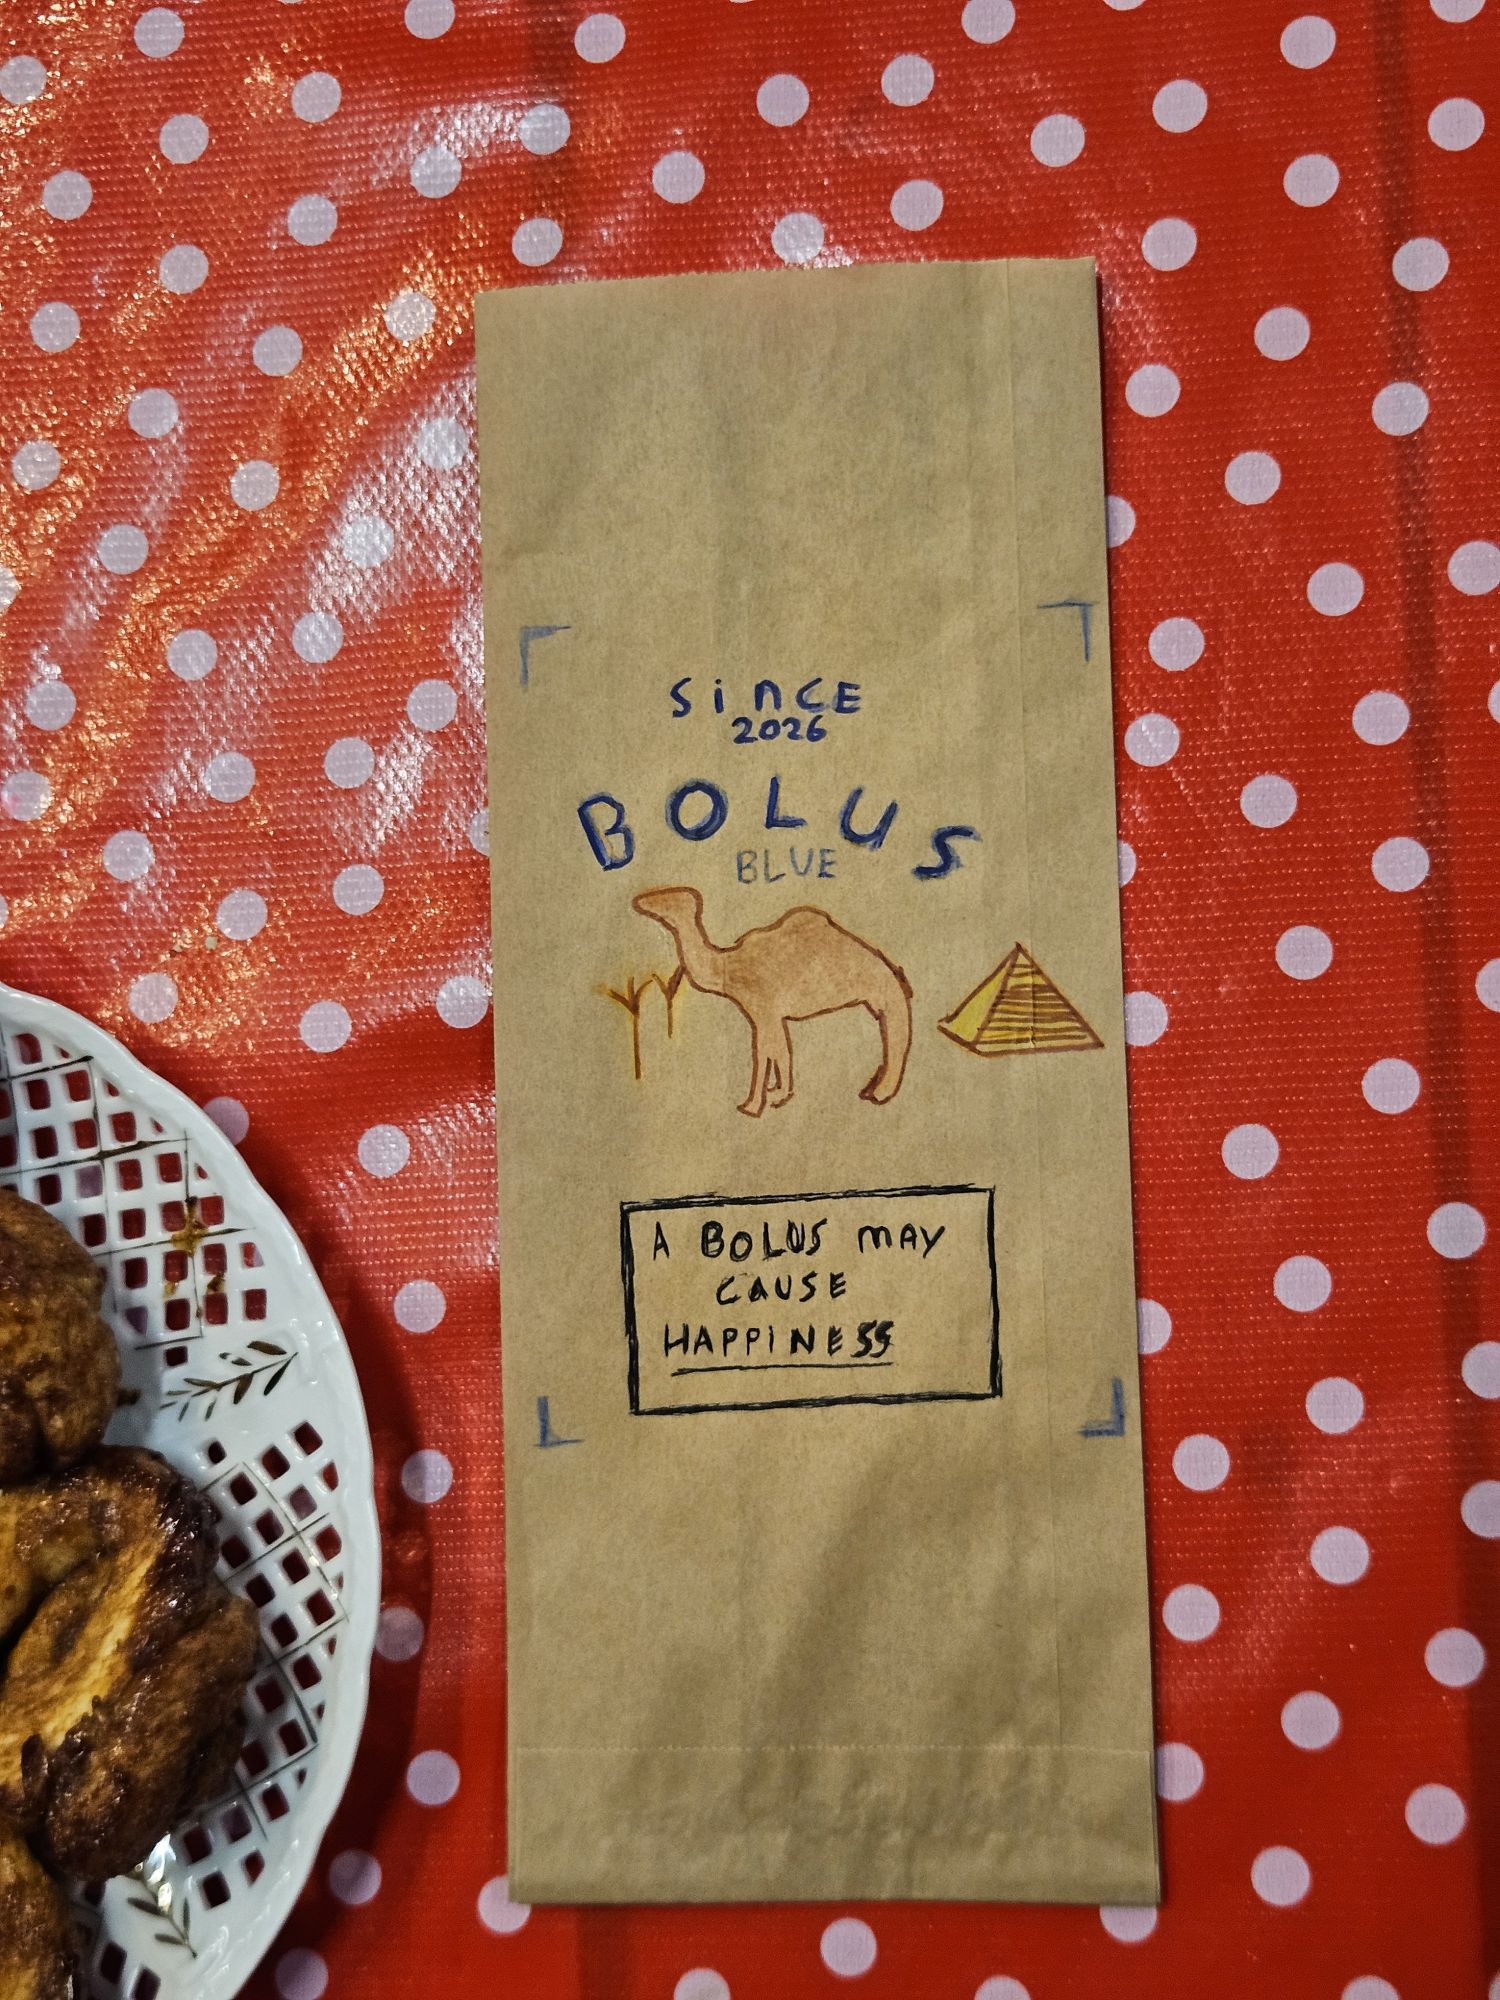 SINCE
2026
BOLUS
BLUE
A BOLUS MAY
CAUSE
HAPPINESS